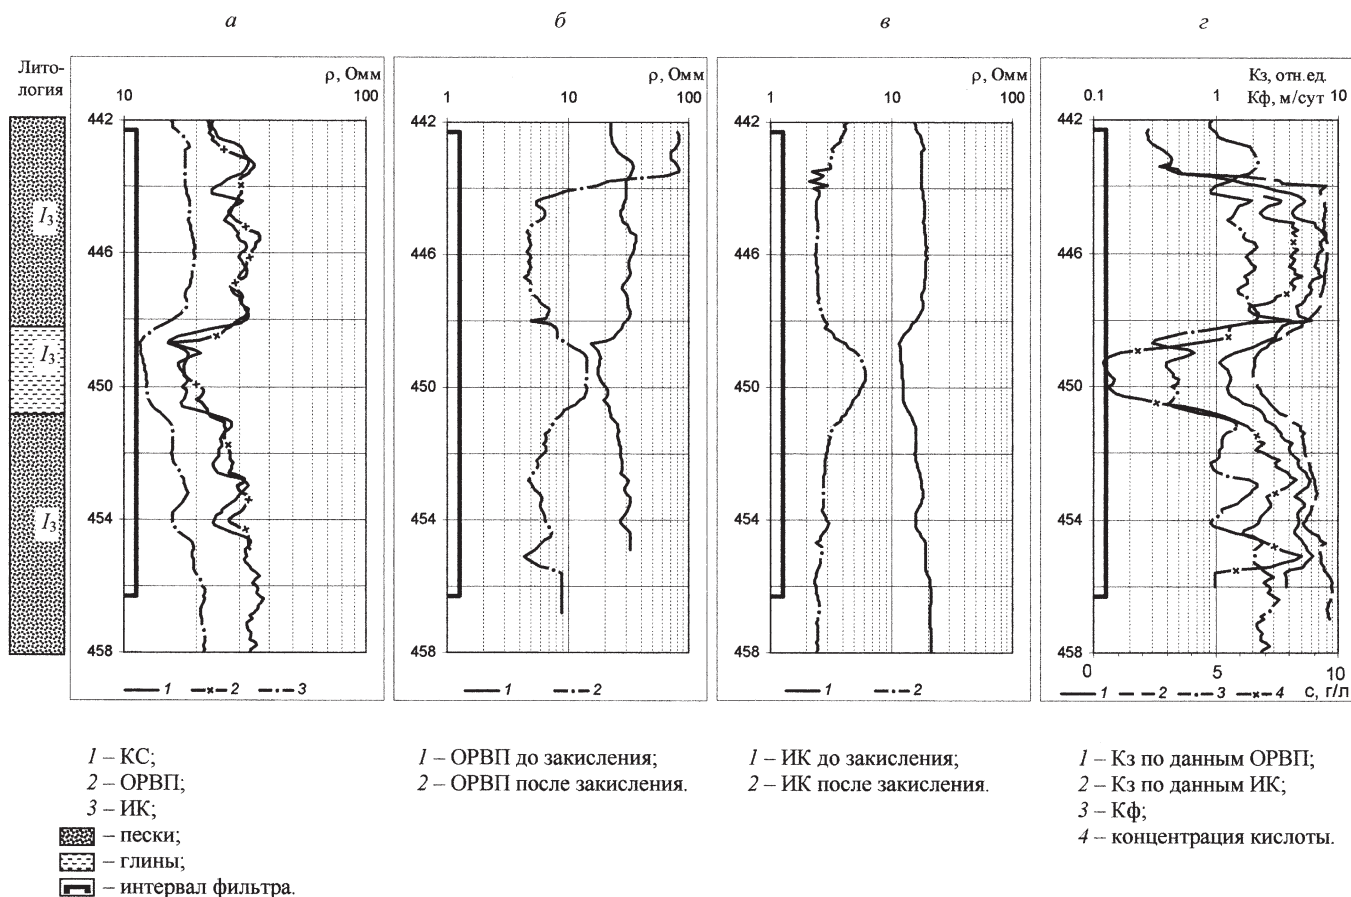 а б в г
Лито-
логия
ρ, Омм
10 100
ρ, Омм
1 10 100
ρ, Омм
1 10 100
Кз, отн.ед.
Кф, м/сут
0.1 1 10
442
446
450
454
458
I3
I3
I3
1 2 3
442
446
450
454
458
1 2
442
446
450
454
458
1 2
442
446
450
454
458
0 5 10
1 2 3 4 с, г/л
1 – КС;
2 – ОРВП;
3 – ИК;
– пески;
– глины;
– интервал фильтра.
1 – ОРВП до закисления;
2 – ОРВП после закисления.
1 – ИК до закисления;
2 – ИК после закисления.
1 – Кз по данным ОРВП;
2 – Кз по данным ИК;
3 – Кф;
4 – концентрация кислоты.